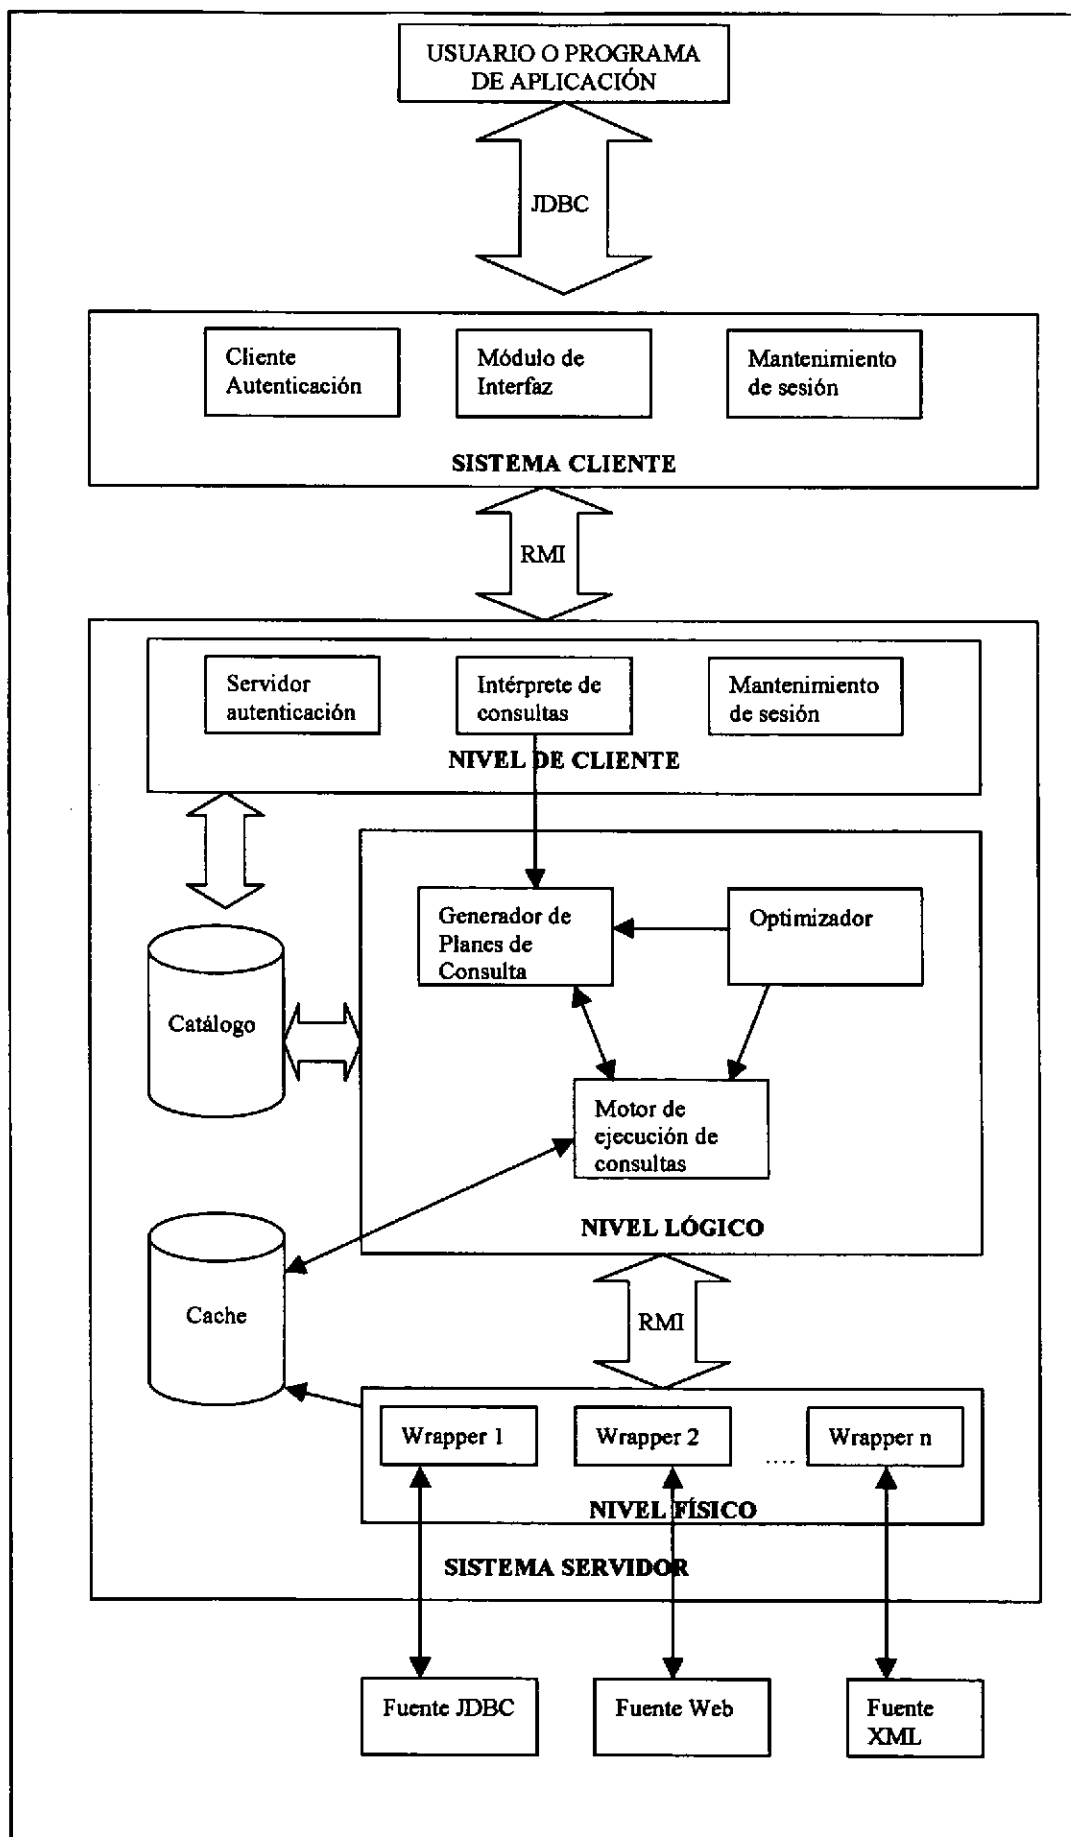 USUARIO O PROGRAMA
DE APLICACIÓN
JDBC
Cliente
Autenticación
Módulo de
Interfaz
Mantenimiento
de sesión
SISTEMA CLIENTE
RMI
Servidor
autenticación
Intérprete de
consultas
Mantenimiento
de sesión
NIVEL DE CLIENTE
Generador de
Planes de
Consulta
Optimizador
Catálogo
Motor de
ejecución de
consultas
NIVEL LÓGICO
Cache
RMI
Wrapper 1
Wrapper 2
....
Wrapper n
NIVEL FÍSICO
SISTEMA SERVIDOR
Fuente JDBC
Fuente Web
Fuente
XML